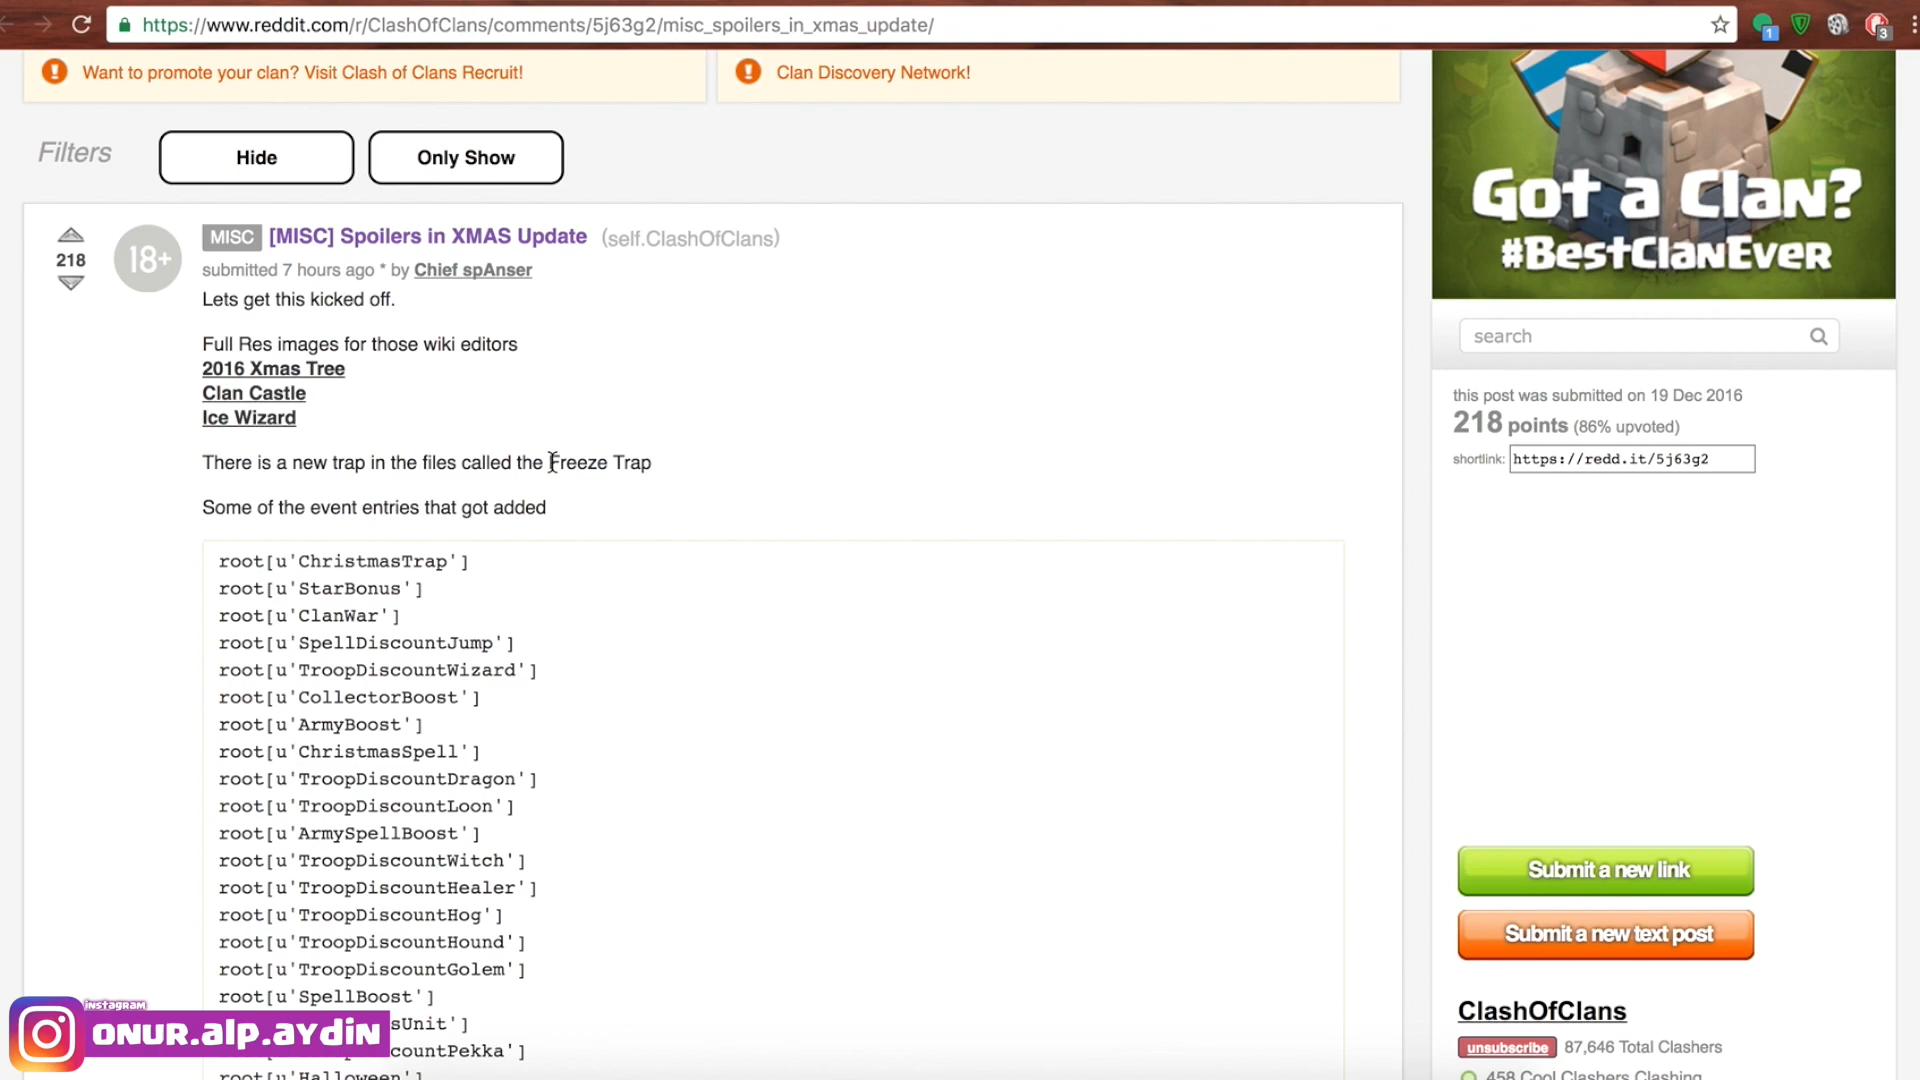 https://www.reddit.com/r/ClashOfClans/comments/5j63g2/misc_spoilers_in_xmas_update/
1
3
Want to promote your clan? Visit Clash of Clans Recruit!
Clan Discovery Network!
Filters
Hide
Only Show
218
18+
MISC [MISC] Spoilers in XMAS Update (self.ClashOfClans)
submitted 7 hours ago * by Chief spAnser
Lets get this kicked off.
Full Res images for those wiki editors
2016 Xmas Tree
Clan Castle
Ice Wizard
There is a new trap in the files called the Freeze Trap
Some of the event entries that got added
root[u'ChristmasTrap']
root[u'StarBonus']
root[u'ClanWar']
root[u'SpellDiscountJump']
root[u'TroopDiscountWizard']
root[u'CollectorBoost']
root[u'ArmyBoost']
root[u'ChristmasSpell']
root[u'TroopDiscountDragon']
root[u'TroopDiscountLoon']
root[u'ArmySpellBoost']
root[u'TroopDiscountWitch']
root[u'TroopDiscountHealer']
root[u'TroopDiscountHog']
root[u'TroopDiscountHound']
root[u'TroopDiscountGolem']
root[u'SpellBoost']
sUnit']
countPekka']
root[u'Halloween']
instagram
onur.alp.aydin
Got a Clan?
#BestClanEver
search
this post was submitted on 19 Dec 2016
218 points (86% upvoted)
shortlink: https://redd.it/5j63g2
Submit a new link
Submit a new text post
ClashOfClans
unsubscribe 87,646 Total Clashers
458 Cool Clashers Clashing